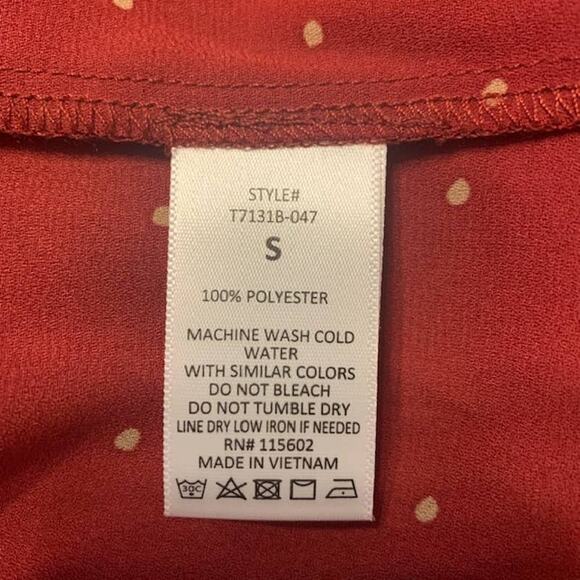 STYLE#
T7131B-047
S
100% POLYESTER
MACHINE WASH COLD
WATER
WITH SIMILAR COLORS
DO NOT BLEACH
DO NOT TUMBLE DRY
LINE DRY LOW IRON IF NEEDED
RN# 115602
MADE IN VIETNAM
30C